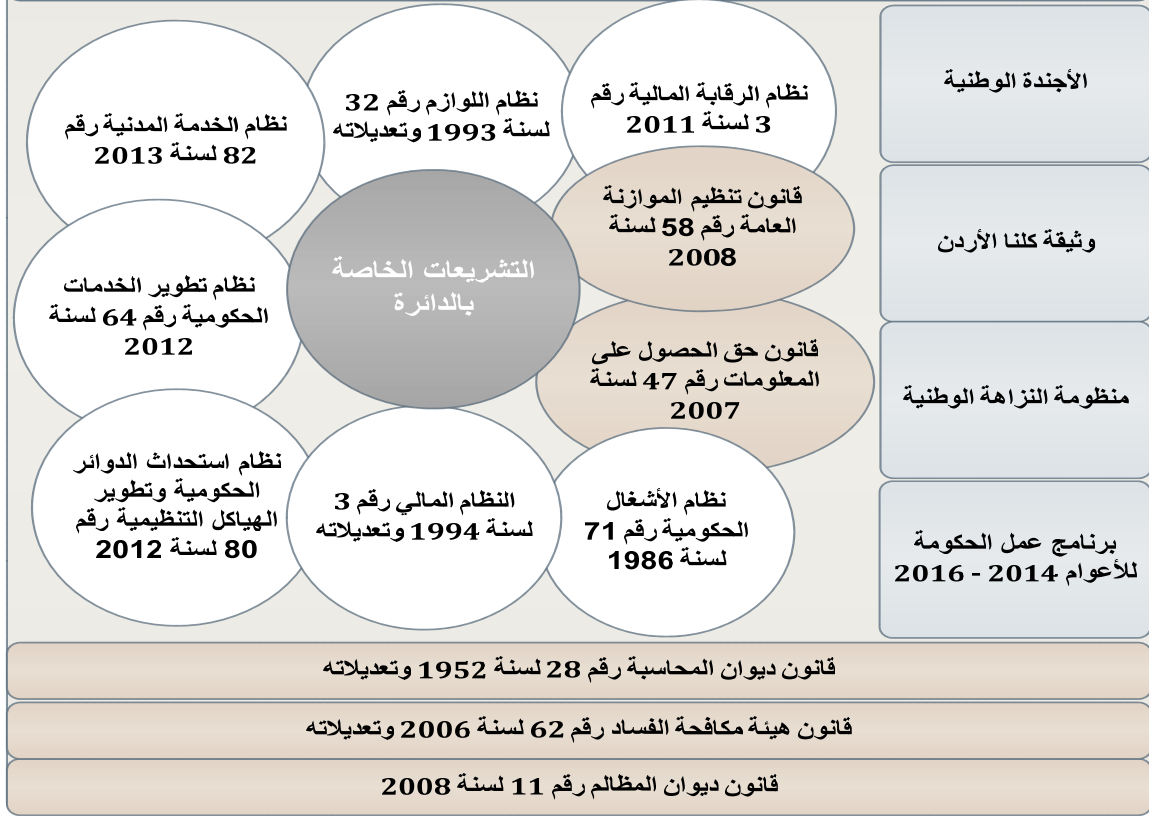 الأجندة الوطنية
وثيقة كلنا الأردن
منظومة النزاهة الوطنية
برنامج عمل الحكومة
للأعوام 2014 - 2016
نظام الرقابة المالية رقم
3 لسنة 2011
نظام اللوازم رقم 32
لسنة 1993 وتعديلاته
نظام الخدمة المدنية رقم
82 لسنة 2013
قانون تنظيم الموازنة
العامة رقم 58 لسنة
2008
التشريعات الخاصة
بالدائرة
نظام تطوير الخدمات
الحكومية رقم 64 لسنة
2012
قانون حق الحصول على
المعلومات رقم 47 لسنة
2007
نظام الأشغال
الحكومية رقم 71
لسنة 1986
النظام المالي رقم 3
لسنة 1994 وتعديلاته
نظام استحداث الدوائر
الحكومية وتطوير
الهياكل التنظيمية رقم
80 لسنة 2012
قانون ديوان المحاسبة رقم 28 لسنة 1952 وتعديلاته
قانون هيئة مكافحة الفساد رقم 62 لسنة 2006 وتعديلاته
قانون ديوان المظالم رقم 11 لسنة 2008